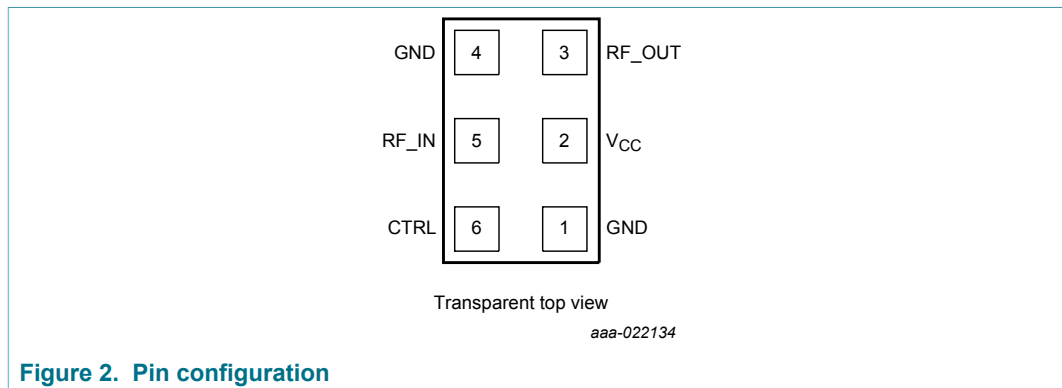 GND 4 3 RF_OUT
RF_IN 5 2 VCC
CTRL 6 1 GND
Transparent top view
aaa-022134
Figure 2. Pin configuration